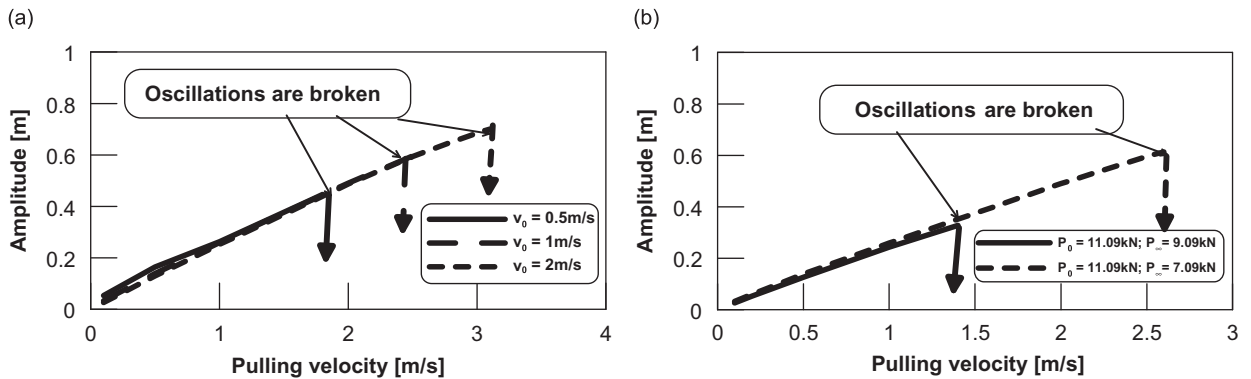 (a)
1
0.8
0.6
0.4
0.2
0
Amplitude [m]
Oscillations are broken
v₀ = 0.5m/s
v₀ = 1m/s
v₀ = 2m/s
0 1 2 3 4
Pulling velocity [m/s]
(b)
1
0.8
0.6
0.4
0.2
0
Amplitude [m]
Oscillations are broken
P₀ = 11.09kN; P∞= 9.09kN
P₀ = 11.09kN; P∞= 7.09kN
0 0.5 1 1.5 2 2.5 3
Pulling velocity [m/s]